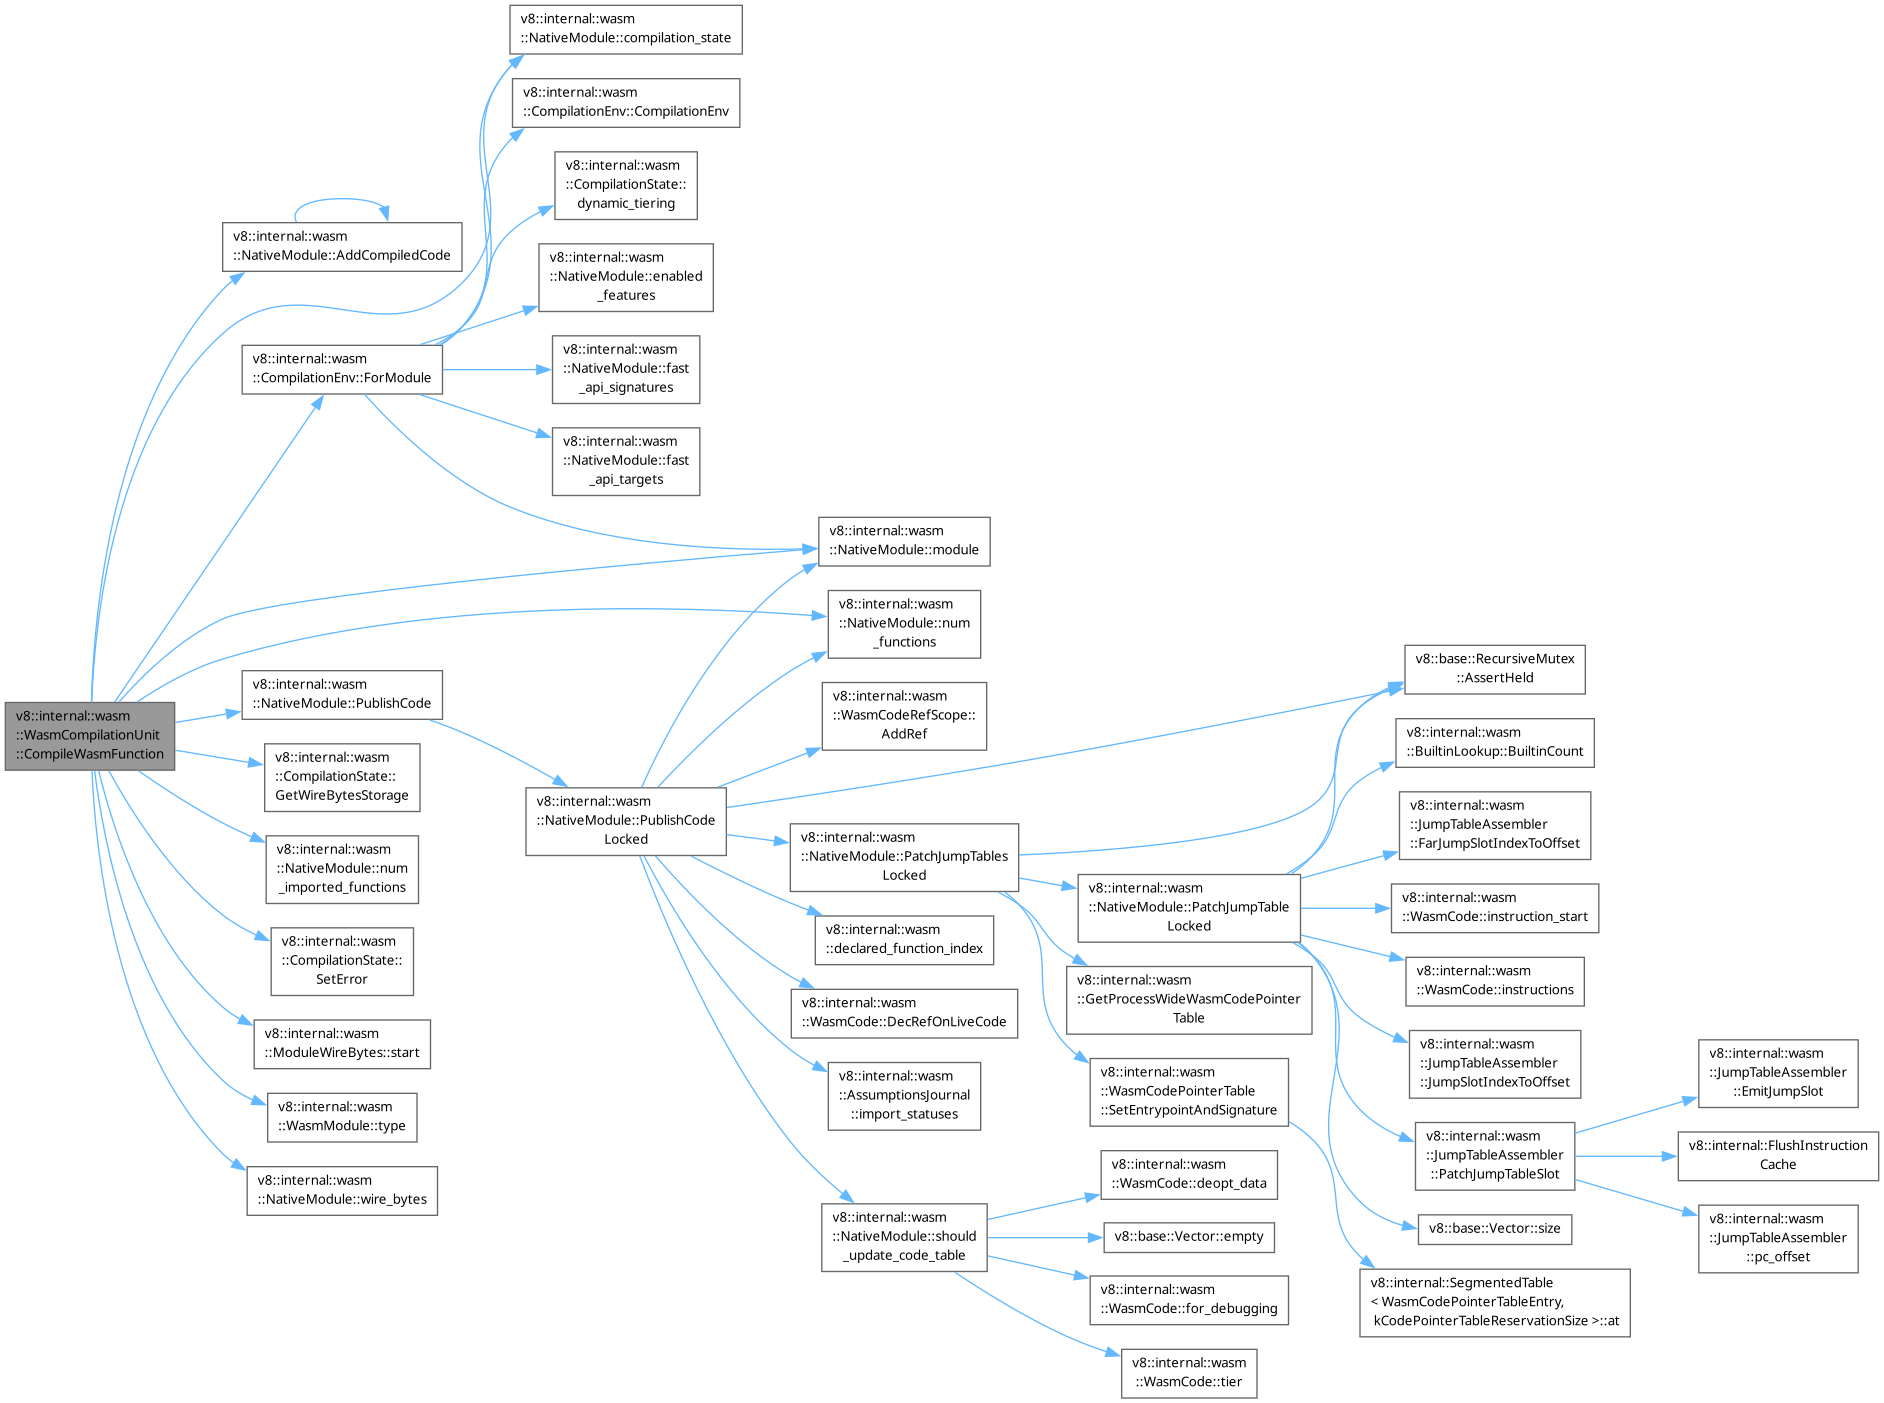 v8::internal::wasm
::WasmCompilationUnit
::CompileWasmFunction
v8::internal::wasm
::NativeModule::AddCompiledCode
v8::internal::wasm
::NativeModule::compilation_state
v8::internal::wasm
::CompilationEnv::ForModule
v8::internal::wasm
::CompilationEnv::CompilationEnv
v8::internal::wasm
::CompilationState::
dynamic_tiering
v8::internal::wasm
::NativeModule::enabled
_features
v8::internal::wasm
::NativeModule::fast
_api_signatures
v8::internal::wasm
::NativeModule::fast
_api_targets
v8::internal::wasm
::NativeModule::module
v8::internal::wasm
::NativeModule::num
_functions
v8::internal::wasm
::NativeModule::PublishCode
v8::internal::wasm
::CompilationState::
GetWireBytesStorage
v8::internal::wasm
::NativeModule::num
_imported_functions
v8::internal::wasm
::CompilationState::
SetError
v8::internal::wasm
::ModuleWireBytes::start
v8::internal::wasm
::WasmModule::type
v8::internal::wasm
::NativeModule::wire_bytes
v8::internal::wasm
::NativeModule::PublishCode
Locked
v8::internal::wasm
::WasmCodeRefScope::
AddRef
v8::base::RecursiveMutex
::AssertHeld
v8::internal::wasm
::NativeModule::PatchJumpTables
Locked
v8::internal::wasm
::declared_function_index
v8::internal::wasm
::WasmCode::DecRefOnLiveCode
v8::internal::wasm
::AssumptionsJournal
::import_statuses
v8::internal::wasm
::NativeModule::should
_update_code_table
v8::internal::wasm
::NativeModule::PatchJumpTable
Locked
v8::internal::wasm
::GetProcessWideWasmCodePointer
Table
v8::internal::wasm
::WasmCodePointerTable
::SetEntrypointAndSignature
v8::internal::wasm
::WasmCode::deopt_data
v8::base::Vector::empty
v8::internal::wasm
::WasmCode::for_debugging
v8::internal::wasm
::WasmCode::tier
v8::internal::wasm
::BuiltinLookup::BuiltinCount
v8::internal::wasm
::JumpTableAssembler
::FarJumpSlotIndexToOffset
v8::internal::wasm
::WasmCode::instruction_start
v8::internal::wasm
::WasmCode::instructions
v8::internal::wasm
::JumpTableAssembler
::JumpSlotIndexToOffset
v8::internal::wasm
::JumpTableAssembler
::PatchJumpTableSlot
v8::base::Vector::size
v8::internal::SegmentedTable
< WasmCodePointerTableEntry,
kCodePointerTableReservationSize >::at
v8::internal::wasm
::JumpTableAssembler
::EmitJumpSlot
v8::internal::FlushInstruction
Cache
v8::internal::wasm
::JumpTableAssembler
::pc_offset